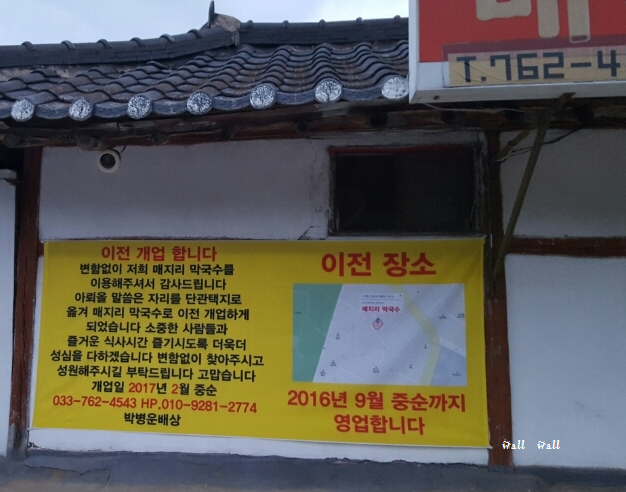 T.762-4
이전 개업 합니다
변함없이 저희 매지리 막국수를
이용해주셔서 감사드립니다
아뢰올 말씀은 자리를 단관택지로
옮겨 매지리 막국수로 이전 개업하게
되었습니다 소중한 사람들과
즐거운 식사시간 즐기시도록 더욱더
성심을 다하겠습니다 변함없이 찾아주시고
성원해주시길 부탁드립니다 고맙습니다
개업일 2017년 2월 중순
033-762-4543 HP.010-9281-2774
박병운배상
이전 장소
매지리 막국수
2016년 9월 중순까지
영업합니다